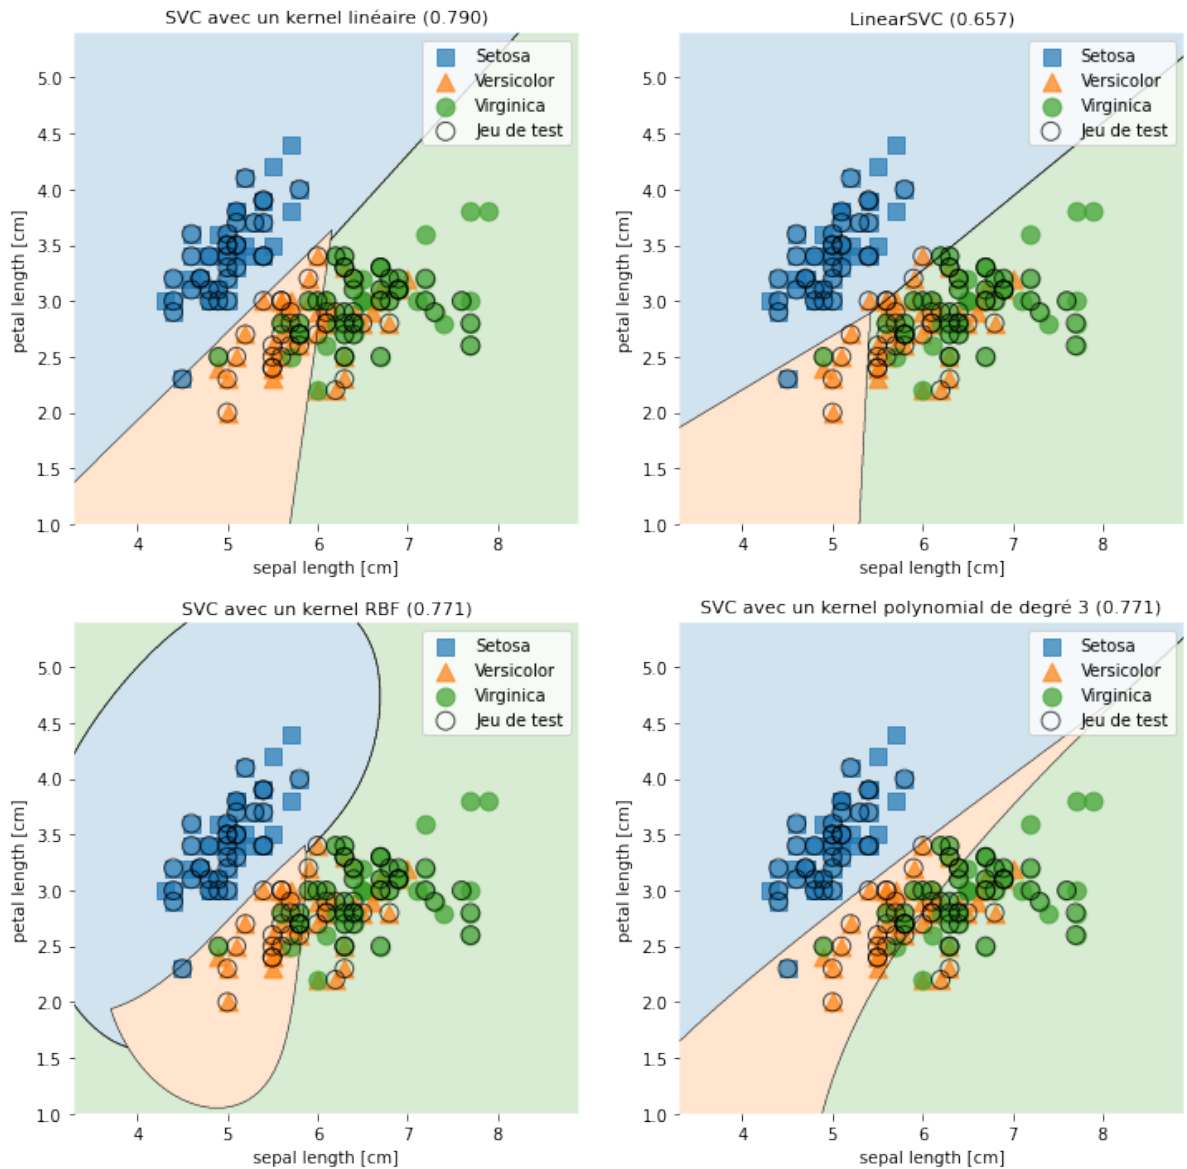 SVC avec un kernel linéaire (0.790)
5.0
4.5
4.0
3.5
3.0
2.5
2.0
1.5
1.0
petal length [cm]
Setosa
Versicolor
Virginica
Jeu de test
4 5 6 7 8
sepal length [cm]
LinearSVC (0.657)
5.0
4.5
4.0
3.5
3.0
2.5
2.0
1.5
1.0
petal length [cm]
Setosa
Versicolor
Virginica
Jeu de test
4 5 6 7 8
sepal length [cm]
SVC avec un kernel RBF (0.771)
5.0
4.5
4.0
3.5
3.0
2.5
2.0
1.5
1.0
petal length [cm]
Setosa
Versicolor
Virginica
Jeu de test
4 5 6 7 8
sepal length [cm]
SVC avec un kernel polynomial de degré 3 (0.771)
5.0
4.5
4.0
3.5
3.0
2.5
2.0
1.5
1.0
petal length [cm]
Setosa
Versicolor
Virginica
Jeu de test
4 5 6 7 8
sepal length [cm]